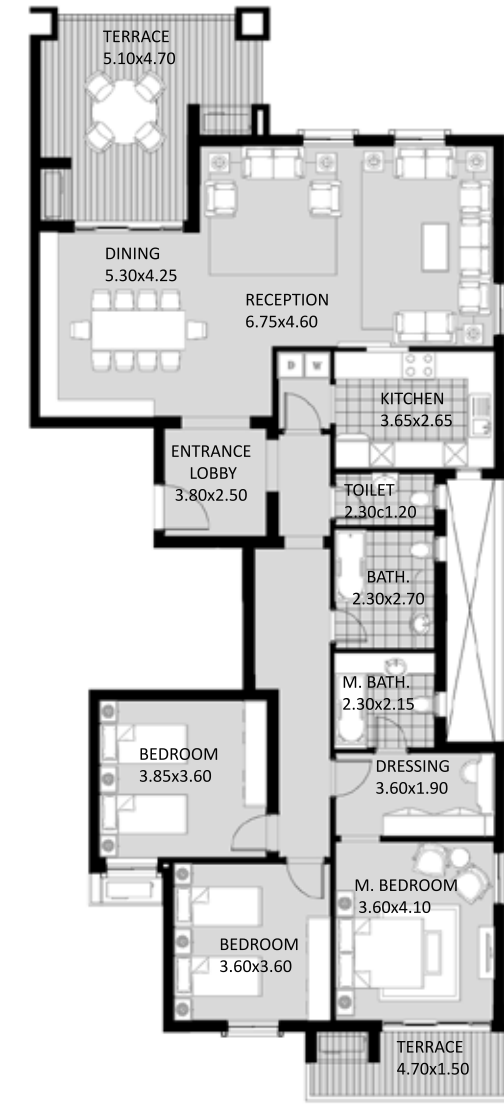 TERRACE
5.10x4.70
DINING
5.30x4.25
RECEPTION
6.75x4.60
D W
KITCHEN
3.65x2.65
ENTRANCE
LOBBY
3.80x2.50
TOILET
2.30c1.20
BATH.
2.30x2.70
M. BATH.
2.30x2.15
BEDROOM
3.85x3.60
DRESSING
3.60x1.90
M. BEDROOM
3.60x4.10
BEDROOM
3.60x3.60
TERRACE
4.70x1.50